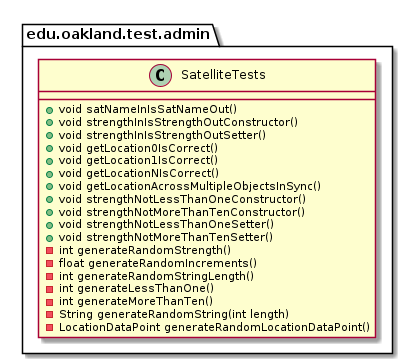 edu.oakland.test.admin
C SatelliteTests
void satNameInIsSatNameOut()
void strengthInIsStrengthOutConstructor()
void strengthInIsStrengthOutSetter()
void getLocation0IsCorrect()
void getLocation1IsCorrect()
void getLocationNIsCorrect()
void getLocationAcrossMultipleObjectsInSync()
void strengthNotLessThanOneConstructor()
void strengthNotMoreThanTenConstructor()
void strengthNotLessThanOneSetter()
void strengthNotMoreThanTenSetter()
int generateRandomStrength()
float generateRandomIncrements()
int generateRandomStringLength()
int generateLessThanOne()
int generateMoreThanTen()
String generateRandomString(int length)
LocationDataPoint generateRandomLocationDataPoint()